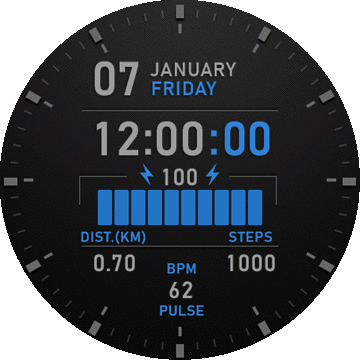 07 JANUARY
FRIDAY
12:00:00
100
DIST.(KM) STEPS
0.70 BPM 1000
62
PULSE